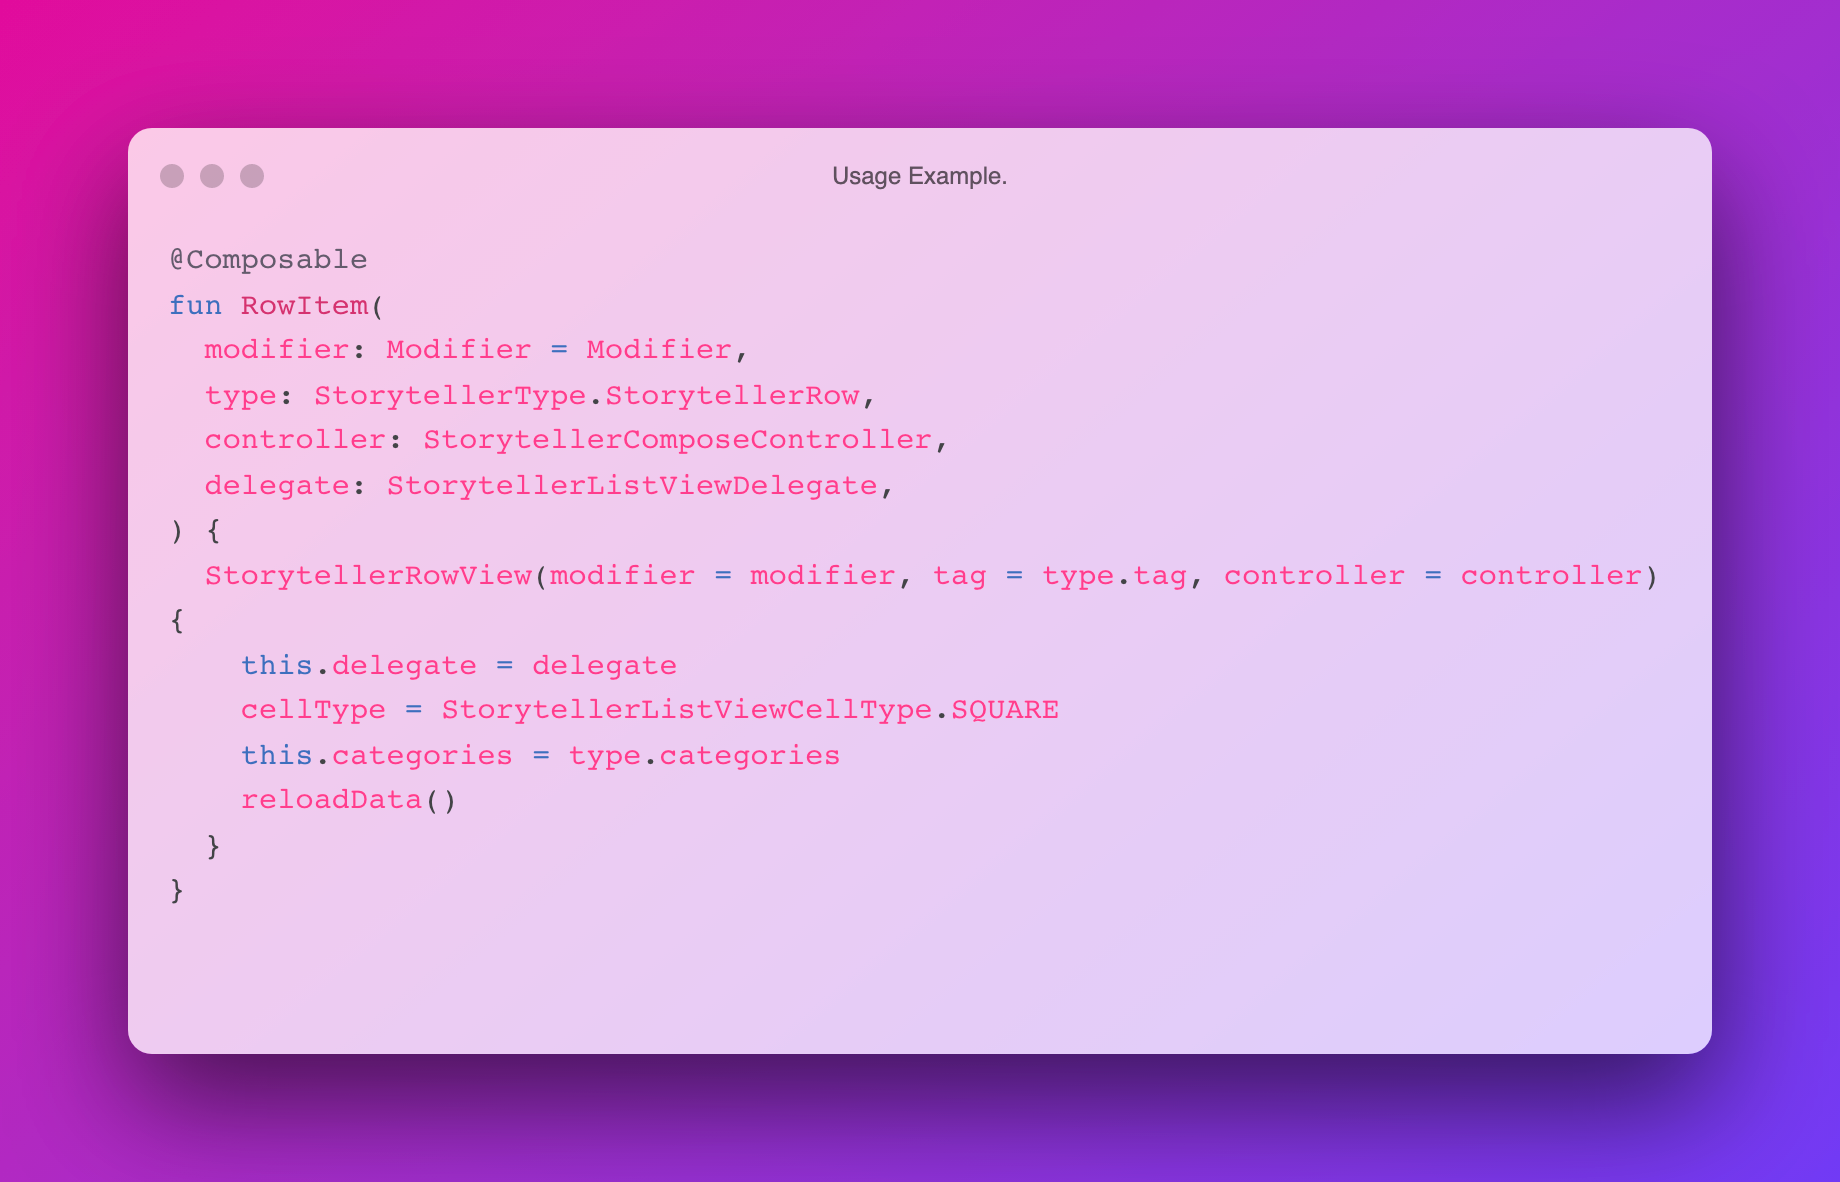 Usage Example.
@Composable
fun RowItem(
  modifier: Modifier = Modifier,
  type: StorytellerType.StorytellerRow,
  controller: StorytellerComposeController,
  delegate: StorytellerListViewDelegate,
) {
  StorytellerRowView(modifier = modifier, tag = type.tag, controller = controller)
{
    this.delegate = delegate
    cellType = StorytellerListViewCellType.SQUARE
    this.categories = type.categories
    reloadData()
  }
}